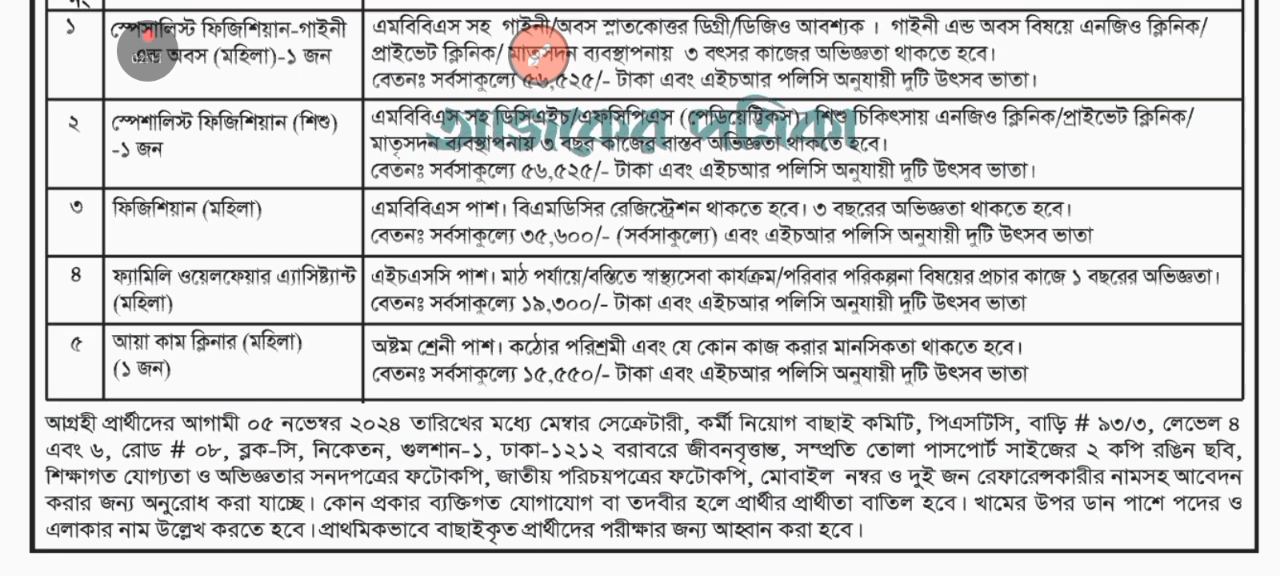 ১
স্পেসালিস্ট ফিজিশিয়ান-গাইনী
এন্ড অবস (মহিলা)-১ জন
এমবিবিএস সহ গাইনী/অবস স্নাতকোত্তর ডিগ্রী/ডিজিও আবশ্যক । গাইনী এন্ড অবস বিষয়ে এনজিও ক্লিনিক/
প্রাইভেট ক্লিনিক/ মাতৃসদন ব্যবস্থাপনায় ৩ বৎসর কাজের অভিজ্ঞতা থাকতে হবে।
বেতনঃ সর্বসাকুল্যে ৫৬,৫২৫/- টাকা এবং এইচআর পলিসি অনুযায়ী দুটি উৎসব ভাতা।
২
স্পেশালিস্ট ফিজিশিয়ান (শিশু)
-১ জন
এমবিবিএস সহ ডিসিএইচ/এফসিপিএস (পেডিয়েট্রিকস)। শিশু চিকিৎসায় এনজিও ক্লিনিক/প্রাইভেট ক্লিনিক/
মাতৃসদন ব্যবস্থাপনায় ৩ বছর কাজের বাস্তব অভিজ্ঞতা থাকতে হবে।
বেতনঃ সর্বসাকুল্যে ৫৬,৫২৫/- টাকা এবং এইচআর পলিসি অনুযায়ী দুটি উৎসব ভাতা।
আজকের পত্রিকা
৩
ফিজিশিয়ান (মহিলা)
এমবিবিএস পাশ। বিএমডিসির রেজিস্ট্রেশন থাকতে হবে। ৩ বছরের অভিজ্ঞতা থাকতে হবে।
বেতনঃ সর্বসাকুল্যে ৩৫,৬০০/- (সর্বসাকুল্যে) এবং এইচআর পলিসি অনুযায়ী দুটি উৎসব ভাতা
৪
ফ্যামিলি ওয়েলফেয়ার এ্যাসিষ্ট্যান্ট
(মহিলা)
এইচএসসি পাশ। মাঠ পর্যায়ে/বস্তিতে স্বাস্থ্যসেবা কার্যক্রম/পরিবার পরিকল্পনা বিষয়ের প্রচার কাজে ১ বছরের অভিজ্ঞতা।
বেতনঃ সর্বসাকুল্যে ১৯,৩০০/- টাকা এবং এইচআর পলিসি অনুযায়ী দুটি উৎসব ভাতা
৫
আয়া কাম ক্লিনার (মহিলা)
(১ জন)
অষ্টম শ্রেনী পাশ। কঠোর পরিশ্রমী এবং যে কোন কাজ করার মানসিকতা থাকতে হবে।
বেতনঃ সর্বসাকুল্যে ১৫,৫৫০/- টাকা এবং এইচআর পলিসি অনুযায়ী দুটি উৎসব ভাতা
আগ্রহী প্রার্থীদের আগামী ০৫ নভেম্বর ২০২৪ তারিখের মধ্যে মেম্বার সেক্রেটারী, কর্মী নিয়োগ বাছাই কমিটি, পিএসটিসি, বাড়ি # ৯৩/৩, লেভেল ৪
এবং ৬, রোড # ০৮, ব্লক-সি, নিকেতন, গুলশান-১, ঢাকা-১২১২ বরাবরে জীবনবৃত্তান্ত, সম্প্রতি তোলা পাসপোর্ট সাইজের ২ কপি রঙিন ছবি,
শিক্ষাগত যোগ্যতা ও অভিজ্ঞতার সনদপত্রের ফটোকপি, জাতীয় পরিচয়পত্রের ফটোকপি, মোবাইল নম্বর ও দুই জন রেফারেন্সকারীর নামসহ আবেদন
করার জন্য অনুরোধ করা যাচ্ছে। কোন প্রকার ব্যক্তিগত যোগাযোগ বা তদবীর হলে প্রার্থীর প্রার্থীতা বাতিল হবে। খামের উপর ডান পাশে পদের ও
এলাকার নাম উল্লেখ করতে হবে।প্রাথমিকভাবে বাছাইকৃত প্রার্থীদের পরীক্ষার জন্য আহ্বান করা হবে।